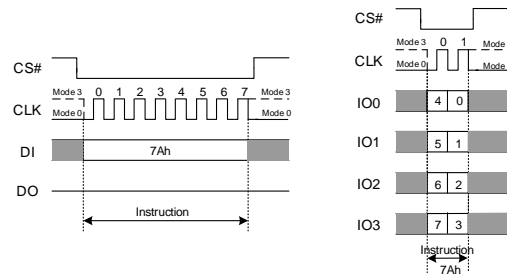 CS#
Mode 3 0 1 2 3 4 5 6 7 Mode 3
CLK
Mode 0 Mode 0
DI 7Ah
DO
Instruction
CS#
Mode 3 0 1 Mode
CLK
Mode 0 Mode
IO0 4 0
IO1 5 1
IO2 6 2
IO3 7 3
Instruction
7Ah